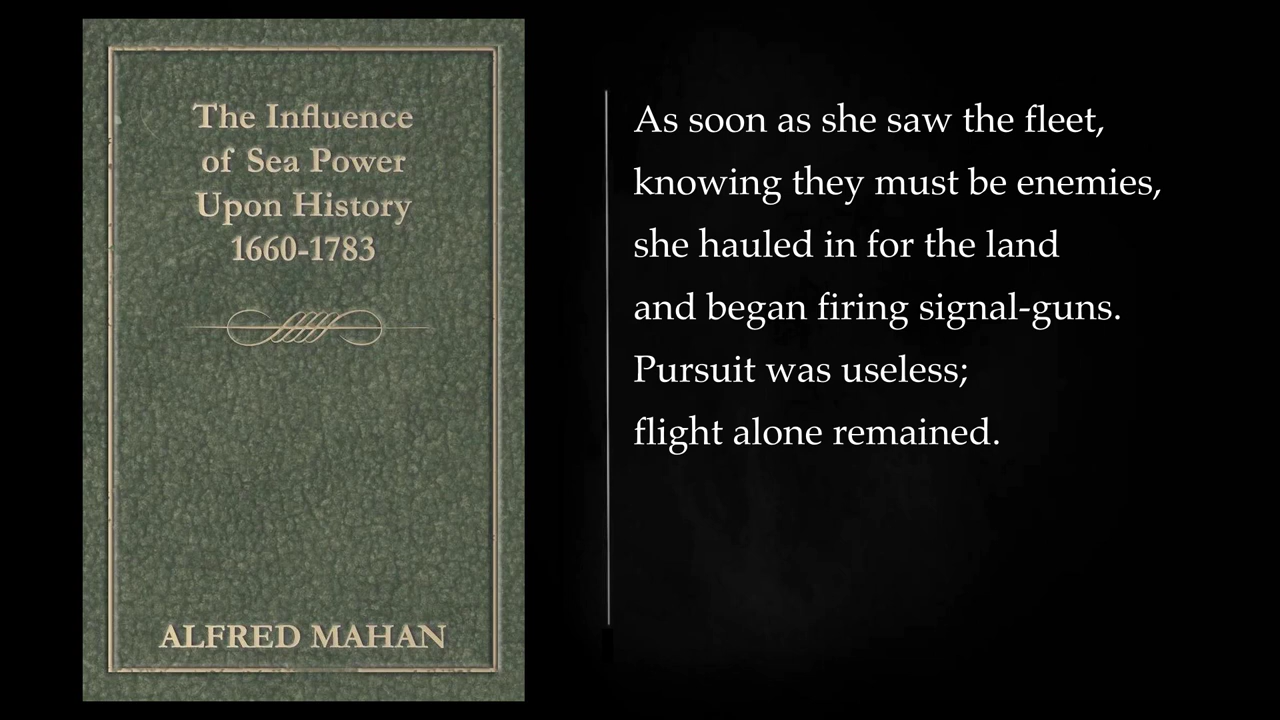 The Influence
of Sea Power
Upon History
1660-1783
ALFRED MAHAN
As soon as she saw the fleet,
knowing they must be enemies,
she hauled in for the land
and began firing signal-guns.
Pursuit was useless;
flight alone remained.